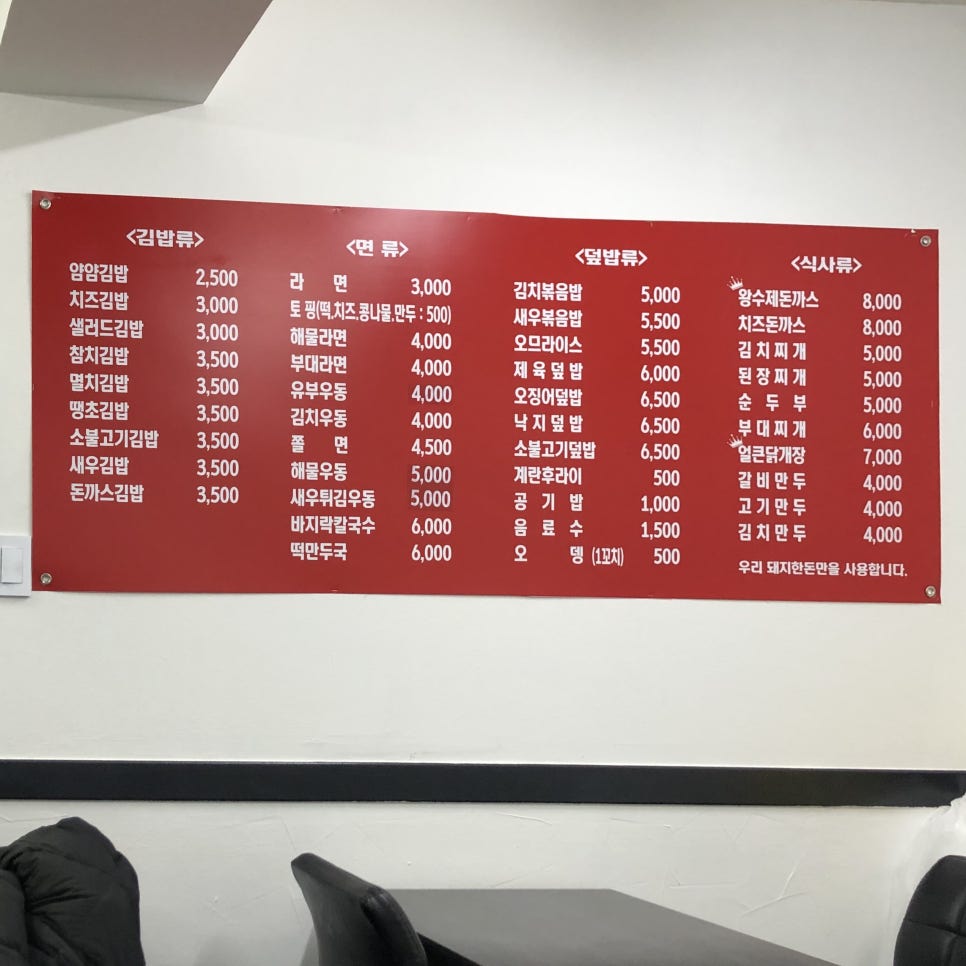 <김밥류>
얌얌김밥 2,500
치즈김밥 3,000
샐러드김밥 3,000
참치김밥 3,500
멸치김밥 3,500
땡초김밥 3,500
소불고기김밥 3,500
새우김밥 3,500
돈까스김밥 3,500
<면 류>
라 면 3,000
토 핑(떡,치즈.콩나물,만두 : 500)
해물라면 4,000
부대라면 4,000
유부우동 4,000
김치우동 4,000
쫄 면 4,500
해물우동 5,000
새우튀김우동 5,000
바지락칼국수 6,000
떡만두국 6,000
<덮밥류>
김치볶음밥 5,000
새우볶음밥 5,500
오므라이스 5,500
제 육 덮 밥 6,000
오징어덮밥 6,500
낙 지 덮 밥 6,500
소불고기덮밥 6,500
계란후라이 500
공 기 밥 1,000
음 료 수 1,500
오 뎅 (1꼬치) 500
<식사류>
왕수제돈까스 8,000
치즈돈까스 8,000
김 치 찌 개 5,000
된 장 찌 개 5,000
순 두 부 5,000
부 대 찌 개 6,000
얼큰닭개장 7,000
갈 비 만 두 4,000
고 기 만 두 4,000
김 치 만 두 4,000
우리 돼지한돈만을 사용합니다.